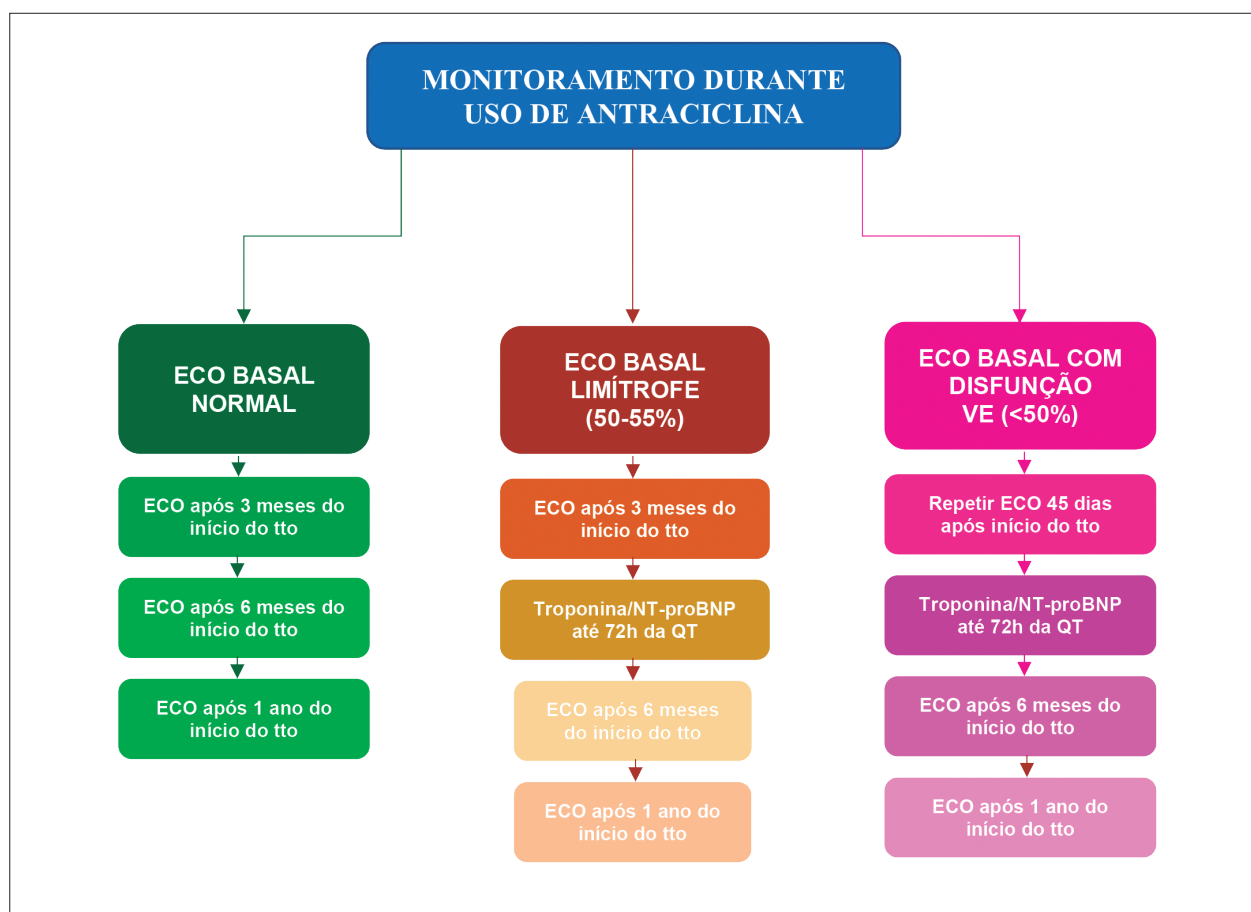 MONITORAMENTO DURANTE
USO DE ANTRACICLINA
ECO BASAL
NORMAL
ECO após 3 meses do
início do tto
ECO após 6 meses do
início do tto
ECO após 1 ano do
início do tto
ECO BASAL
LIMÍTROFE
(50-55%)
ECO após 3 meses do
início do tto
Troponina/NT-proBNP
até 72h da QT
ECO após 6 meses
do início do tto
ECO após 1 ano do
início do tto
ECO BASAL COM
DISFUNÇÃO
VE (<50%)
Repetir ECO 45 dias
após início do tto
Troponina/NT-proBNP
até 72h da QT
ECO após 6 meses do
início do tto
ECO após 1 ano do
início do tto